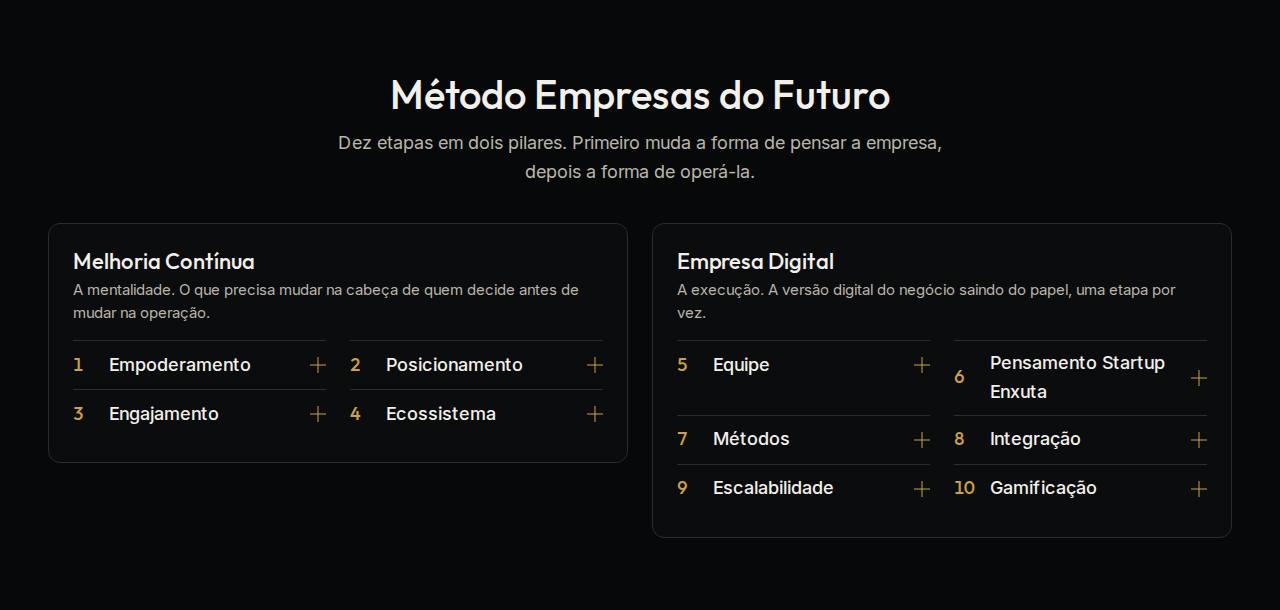 Método Empresas do Futuro
Dez etapas em dois pilares. Primeiro muda a forma de pensar a empresa,
depois a forma de operá-la.
Melhoria Contínua
A mentalidade. O que precisa mudar na cabeça de quem decide antes de
mudar na operação.
1 Empoderamento
2 Posicionamento
3 Engajamento
4 Ecossistema
Empresa Digital
A execução. A versão digital do negócio saindo do papel, uma etapa por
vez.
5 Equipe
6 Pensamento Startup
Enxuta
7 Métodos
8 Integração
9 Escalabilidade
10 Gamificação